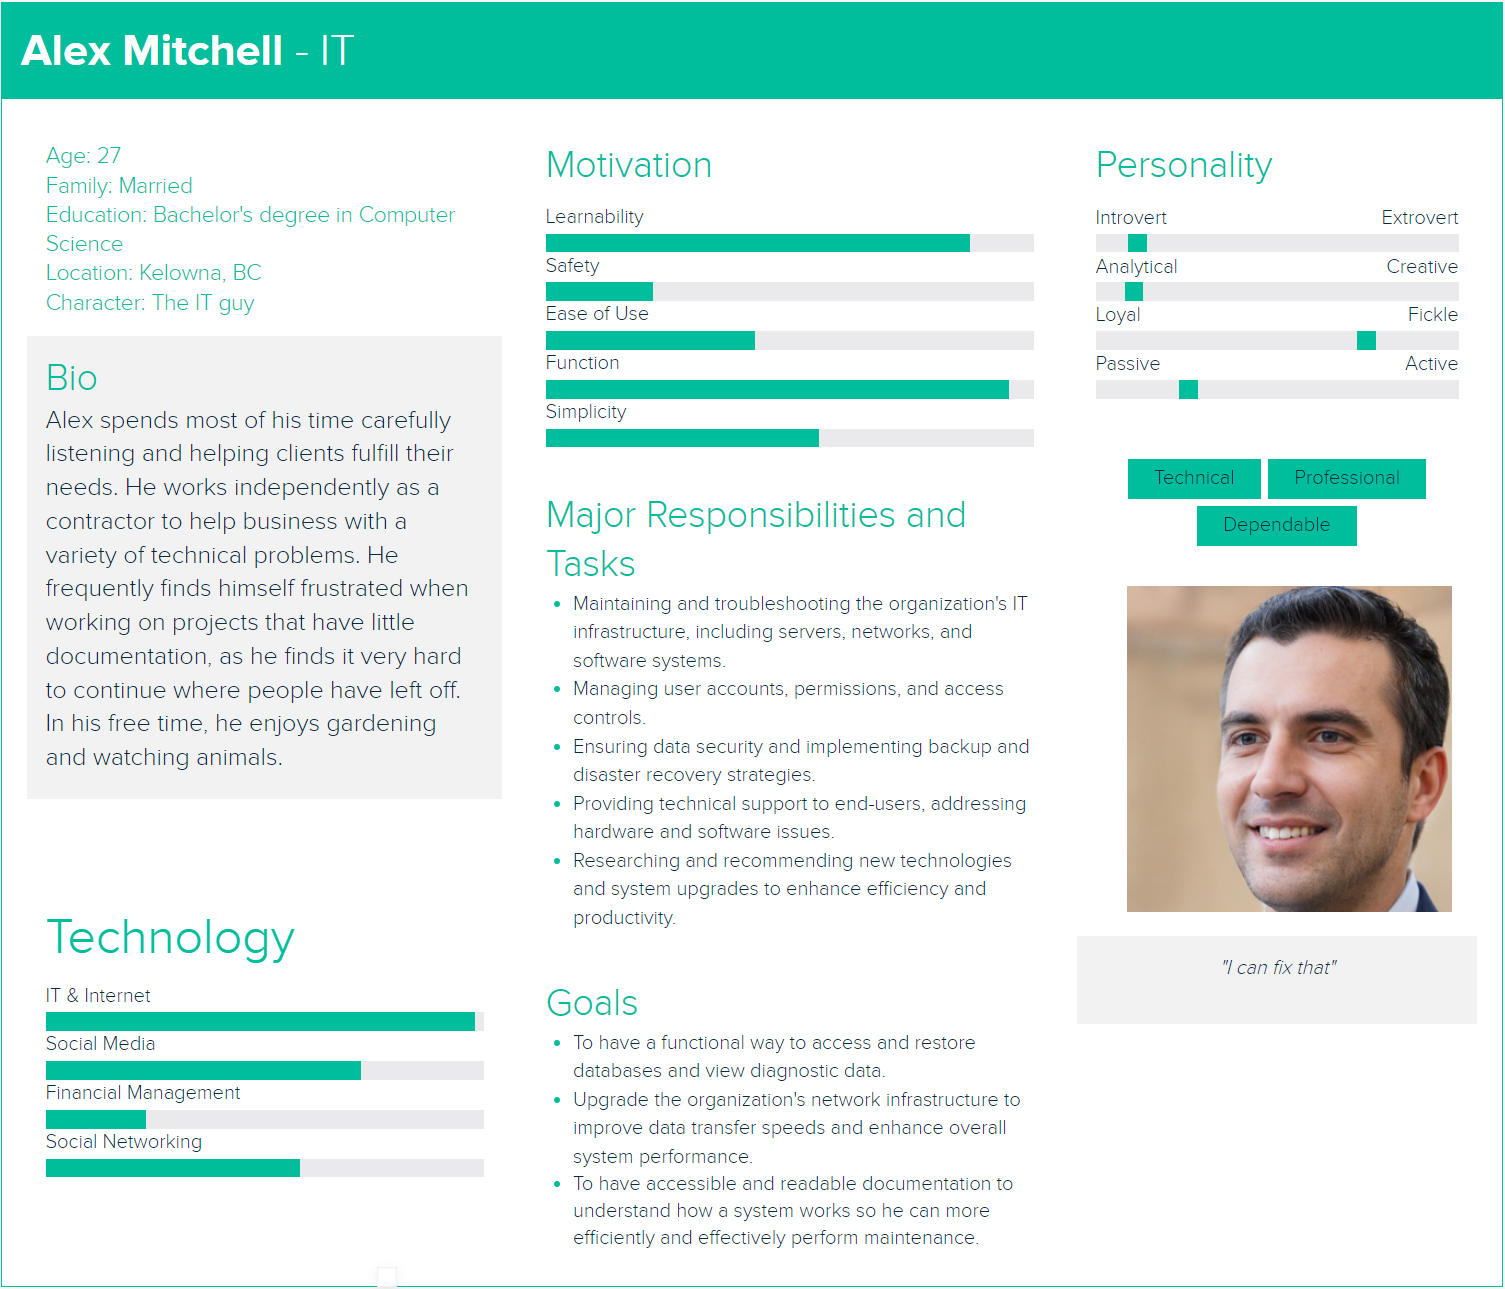 Alex Mitchell - IT
Age: 27
Family: Married
Education: Bachelor's degree in Computer
Science
Location: Kelowna, BC
Character: The IT guy
Bio
Alex spends most of his time carefully
listening and helping clients fulfill their
needs. He works independently as a
contractor to help business with a
variety of technical problems. He
frequently finds himself frustrated when
working on projects that have little
documentation, as he finds it very hard
to continue where people have left off.
In his free time, he enjoys gardening
and watching animals.
Technology
IT & Internet
Social Media
Financial Management
Social Networking
Motivation
Learnability
Safety
Ease of Use
Function
Simplicity
Major Responsibilities and
Tasks
Maintaining and troubleshooting the organization's IT
infrastructure, including servers, networks, and
software systems.
Managing user accounts, permissions, and access
controls.
Ensuring data security and implementing backup and
disaster recovery strategies.
Providing technical support to end-users, addressing
hardware and software issues.
Researching and recommending new technologies
and system upgrades to enhance efficiency and
productivity.
Goals
To have a functional way to access and restore
databases and view diagnostic data.
Upgrade the organization's network infrastructure to
improve data transfer speeds and enhance overall
system performance.
To have accessible and readable documentation to
understand how a system works so he can more
efficiently and effectively perform maintenance.
Personality
Introvert Extrovert
Analytical Creative
Loyal Fickle
Passive Active
Technical Professional
Dependable
"I can fix that"